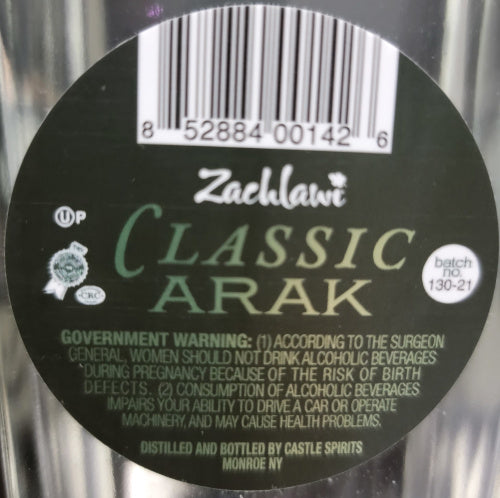 8 52884 00142 6
Zachlawi
ⓊP
CLASSIC
ARAK
CRC
batch
no.
130-21
GOVERNMENT WARNING: (1) ACCORDING TO THE SURGEON
GENERAL, WOMEN SHOULD NOT DRINK ALCOHOLIC BEVERAGES
DURING PREGNANCY BECAUSE OF THE RISK OF BIRTH
DEFECTS. (2) CONSUMPTION OF ALCOHOLIC BEVERAGES
IMPAIRS YOUR ABILITY TO DRIVE A CAR OR OPERATE
MACHINERY, AND MAY CAUSE HEALTH PROBLEMS.
DISTILLED AND BOTTLED BY CASTLE SPIRITS
MONROE NY